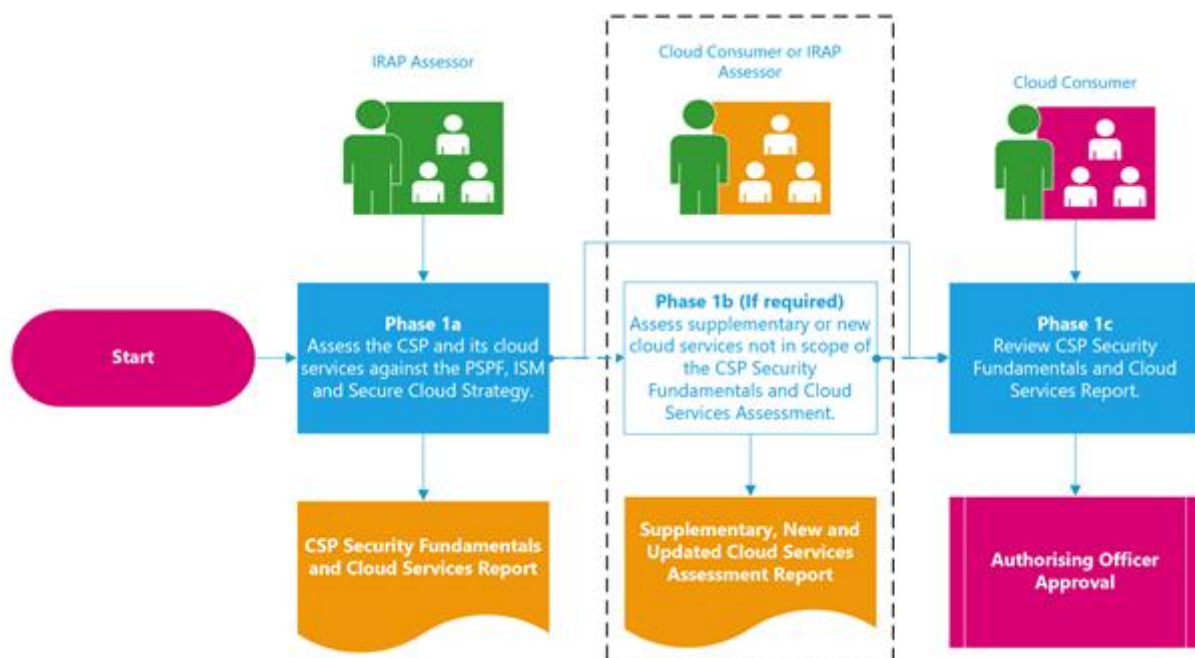 IRAP Assessor
Cloud Consumer or IRAP
Assessor
Cloud Consumer
Start
Phase 1a
Assess the CSP and its cloud
services against the PSPF, ISM
and Secure Cloud Strategy.
Phase 1b (If required)
Assess supplementary or new
cloud services not in scope of
the CSP Security
Fundamentals and Cloud
Services Assessment.
Phase 1c
Review CSP Security
Fundamentals and Cloud
Services Report.
CSP Security Fundamentals
and Cloud Services Report
Supplementary, New and
Updated Cloud Services
Assessment Report
Authorising Officer
Approval